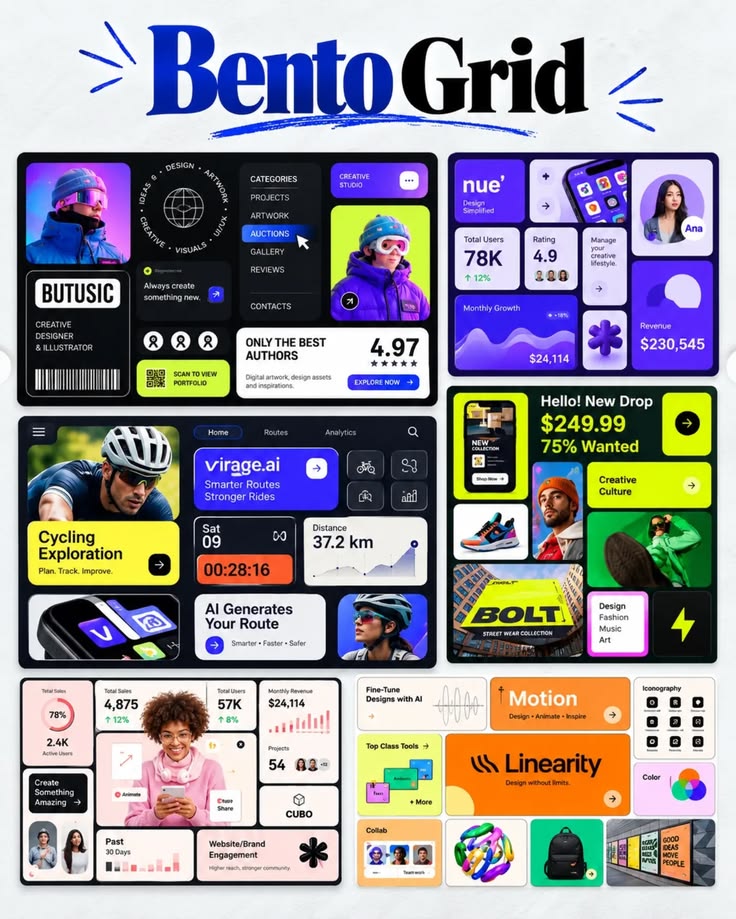 Bento Grid
IDEAS & DESIGN • ARTWORK • UI/UX • VISUALS • CREATIVE •
CATEGORIES
PROJECTS
ARTWORK
AUCTIONS
GALLERY
REVIEWS
CONTACTS
CREATIVE
STUDIO
BUTUSIC
CREATIVE
DESIGNER
& ILLUSTRATOR
Always create
something new.
SCAN TO VIEW
PORTFOLIO
ONLY THE BEST
AUTHORS
4.97
Digital artwork, design assets
and inspirations.
EXPLORE NOW →
nue’
Design
Simplified
Ana
Total Users
78K
↑ 12%
Rating
4.9
Manage
your
creative
lifestyle.
Monthly Growth
+18%
$24,114
Revenue
$230,545
Home
Routes
Analytics
virage.ai
Smarter Routes
Stronger Rides
Cycling
Exploration
Plan. Track. Improve.
Sat
09
00:28:16
Distance
37.2 km
V
AI Generates
Your Route
Smarter • Faster • Safer
Hello! New Drop
$249.99
75% Wanted
NEW
COLLECTION
Shop Now →
Creative
Culture
BOLT
STREET WEAR COLLECTION
Design
Fashion
Music
Art
Total Sales
78%
2.4K
Active Users
Total Sales
4,875
↑ 12%
Total Users
57K
↑ 8%
Monthly Revenue
$24,114
Projects
54
Animate
Share
Create
Something
Amazing →
CUBO
Past
30 Days
Website/Brand
Engagement
Higher reach, stronger community.
Fine-Tune
Designs with AI
Motion
Design • Animate • Inspire
Iconography
Top Class Tools →
+ More
Linearity
Design without limits.
Color
Collab
Teamwork
GOOD
IDEAS
MOVE
PEOPLE.